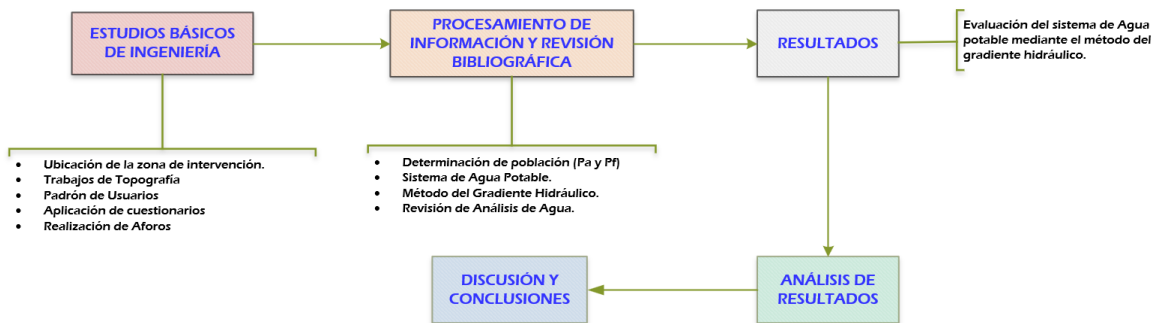 ESTUDIOS BÁSICOS
DE INGENIERÍA
PROCESAMIENTO DE
INFORMACIÓN Y REVISIÓN
BIBLIOGRÁFICA
RESULTADOS
Evaluación del sistema de Agua
potable mediante el método del
gradiente hidráulico.
• Ubicación de la zona de intervención.
• Trabajos de Topografía
• Padrón de Usuarios
• Aplicación de cuestionarios
• Realización de Aforos
• Determinación de población (Pa y Pf)
• Sistema de Agua Potable.
• Método del Gradiente Hidráulico.
• Revisión de Análisis de Agua.
DISCUSIÓN Y
CONCLUSIONES
ANÁLISIS DE
RESULTADOS